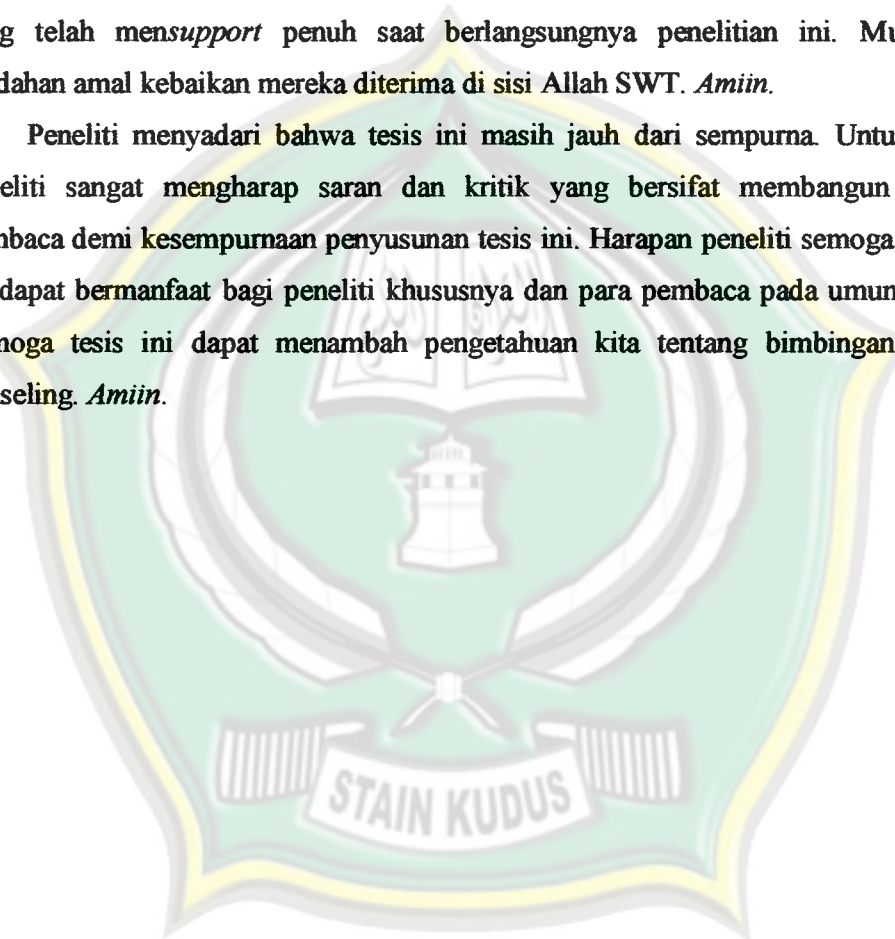 g telah mensupport penuh saat berlangsungnya penelitian ini. Mu
dahan amal kebaikan mereka diterima di sisi Allah SWT. Amiin.
Peneliti menyadari bahwa tesis ini masih jauh dari sempurna. Untu
eliti sangat mengharap saran dan kritik yang bersifat membangun
nbaca demi kesempurnaan penyusunan tesis ini. Harapan peneliti semoga
dapat bermanfaat bagi peneliti khususnya dan para pembaca pada umun
noga tesis ini dapat menambah pengetahuan kita tentang bimbingan
seling. Amiin.
STAIN KUDUS